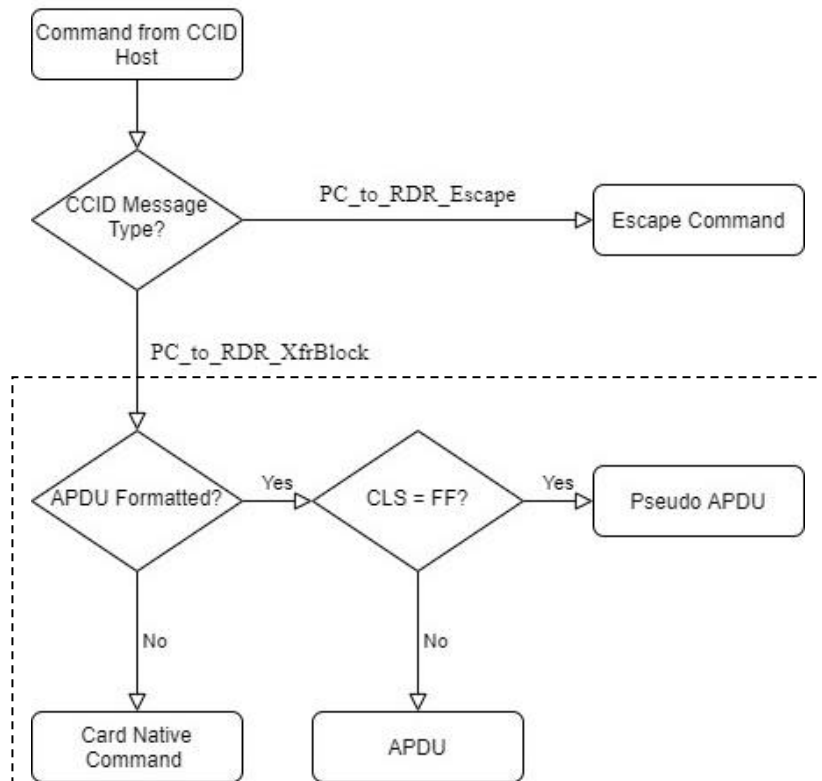 Command from CCID
Host
CCID Message
Type?
PC_to_RDR_Escape
Escape Command
PC_to_RDR_XfrBlock
APDU Formatted?
Yes
CLS = FF?
Yes
Pseudo APDU
No
No
Card Native
Command
APDU